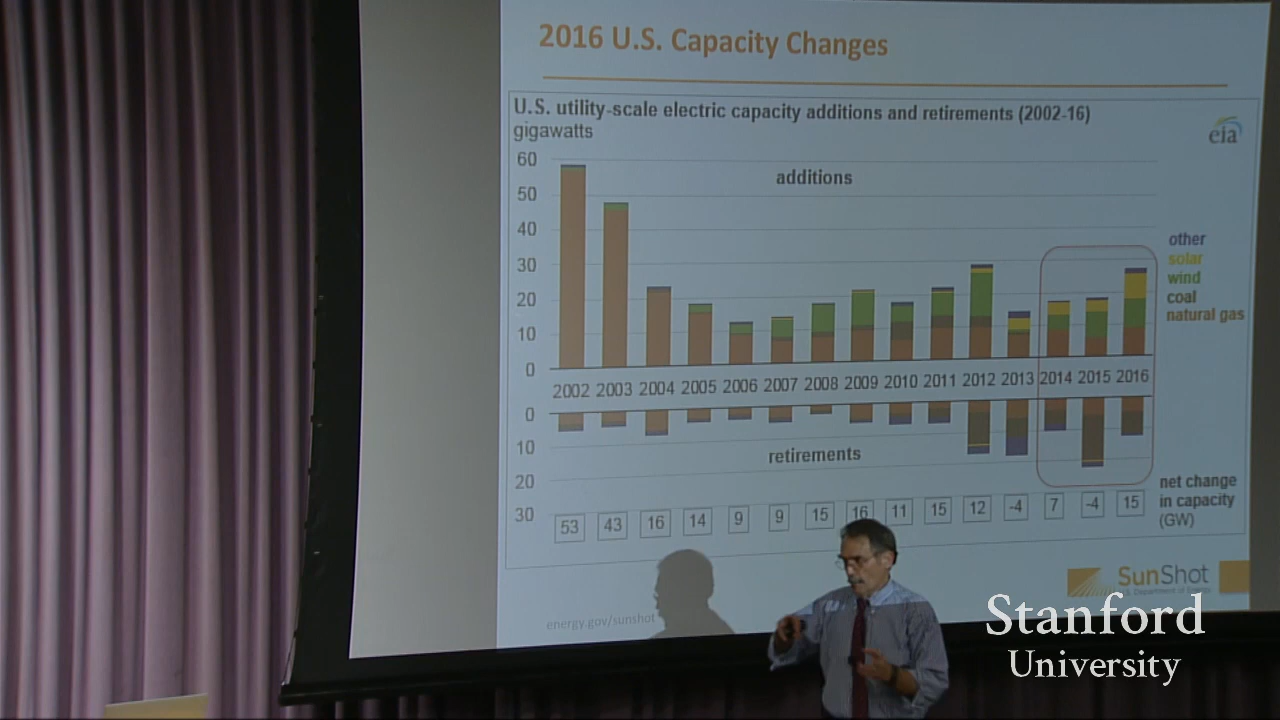 2016 U.S. Capacity Changes
U.S. utility-scale electric capacity additions and retirements (2002-16)
gigawatts
eia
60
50
40
30
20
10
0
additions
other
solar
wind
coal
natural gas
2002 2003 2004 2005 2006 2007 2008 2009 2010 2011 2012 2013 2014 2015 2016
0
10
20
30
retirements
net change
in capacity
(GW)
53 43 16 14 9 9 15 16 11 15 12 -4 7 -4 15
SunShot
energy.gov/sunshot
Stanford
University